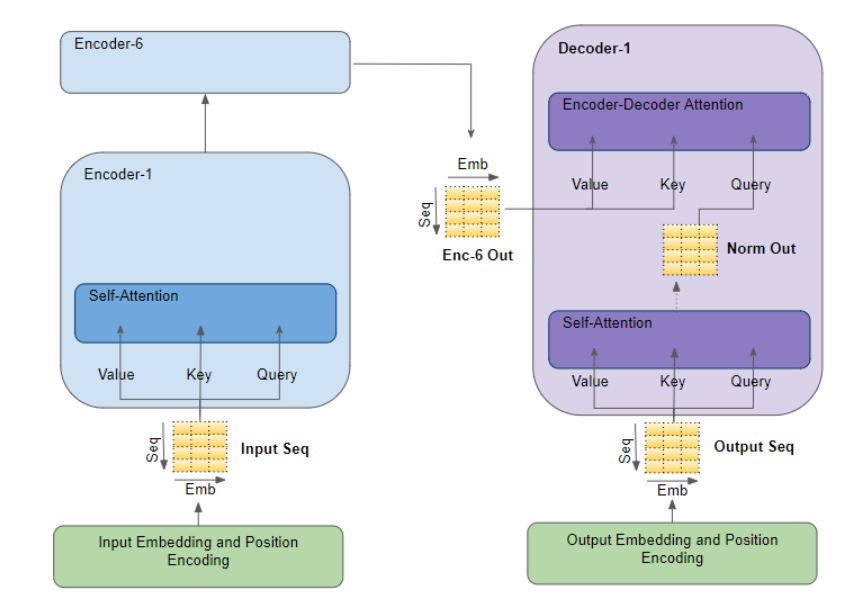 Encoder-6
Encoder-1
Self-Attention
Value Key Query
Seq
Input Seq
Emb
Input Embedding and Position
Encoding
Emb
Seq
Enc-6 Out
Decoder-1
Encoder-Decoder Attention
Value Key Query
Norm Out
Self-Attention
Value Key Query
Seq
Output Seq
Emb
Output Embedding and Position
Encoding